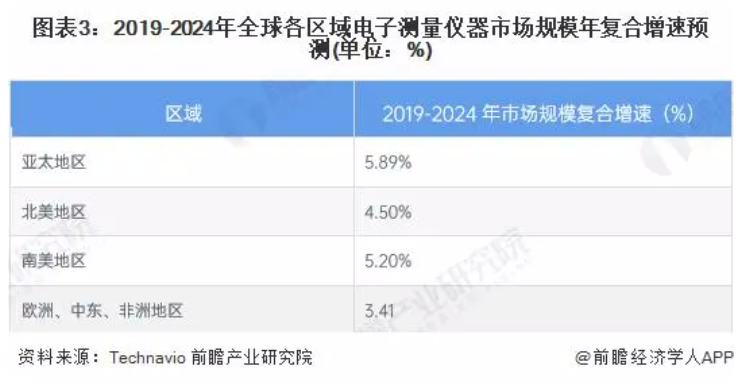 图表3：2019-2024年全球各区域电子测量仪器市场规模年复合增速预
测(单位：%)
区域 2019-2024 年市场规模复合增速（%）
亚太地区 5.89%
北美地区 4.50%
南美地区 5.20%
欧洲、中东、非洲地区 3.41
资料来源：Technavio 前瞻产业研究院 @前瞻经济学人APP